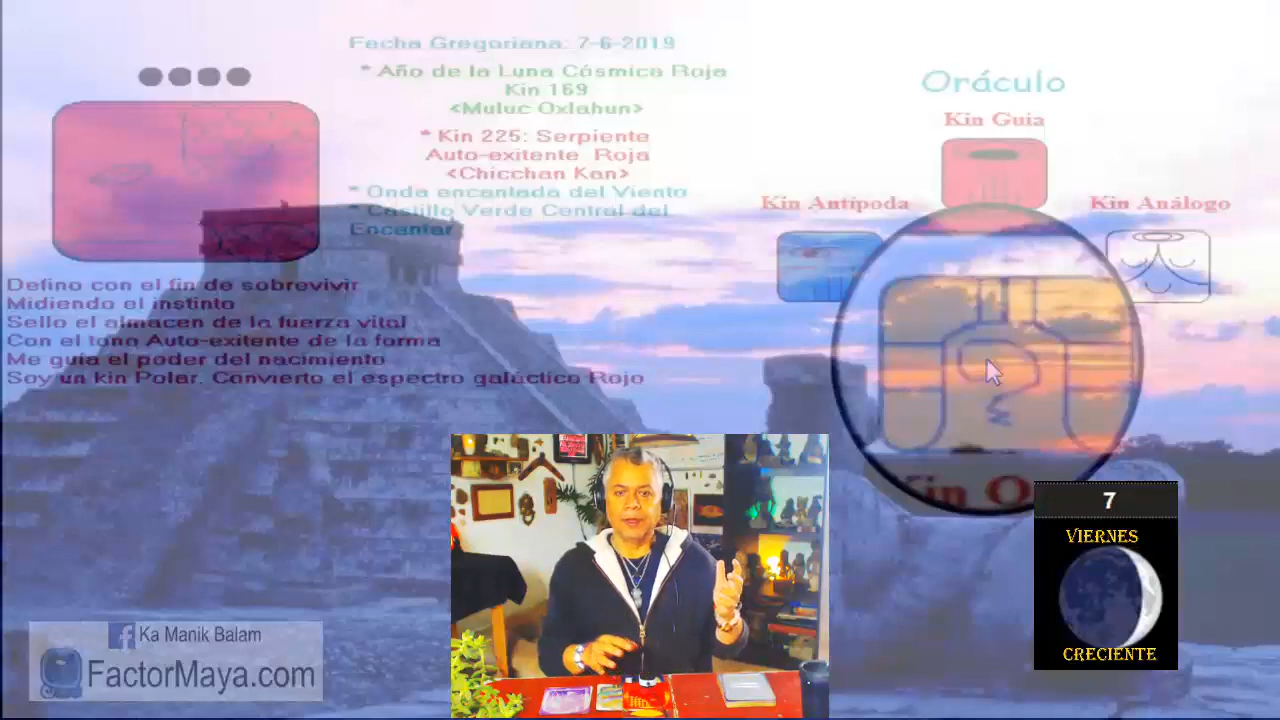 Fecha Gregoriana: 7-6-2019
* Año de la Luna Cósmica Roja
Kin 169
<Muluc Oxlahun>
* Kin 225: Serpiente
Auto-exitente Roja
<Chicchan Kan>
* Onda encantada del Viento
* Castillo Verde Central del
Encantar
Defino con el fin de sobrevivir
Midiendo el instinto
Sello el almacen de la fuerza vital
Con el tono Auto-exitente de la forma
Me guia el poder del nacimiento
Soy un kin Polar. Convierto el espectro galáctico Rojo
Oráculo
Kin Guia
Kin Antípoda
Kin Análogo
Kin O
7
VIERNES
CRECIENTE
f Ka Manik Balam
FactorMaya.com